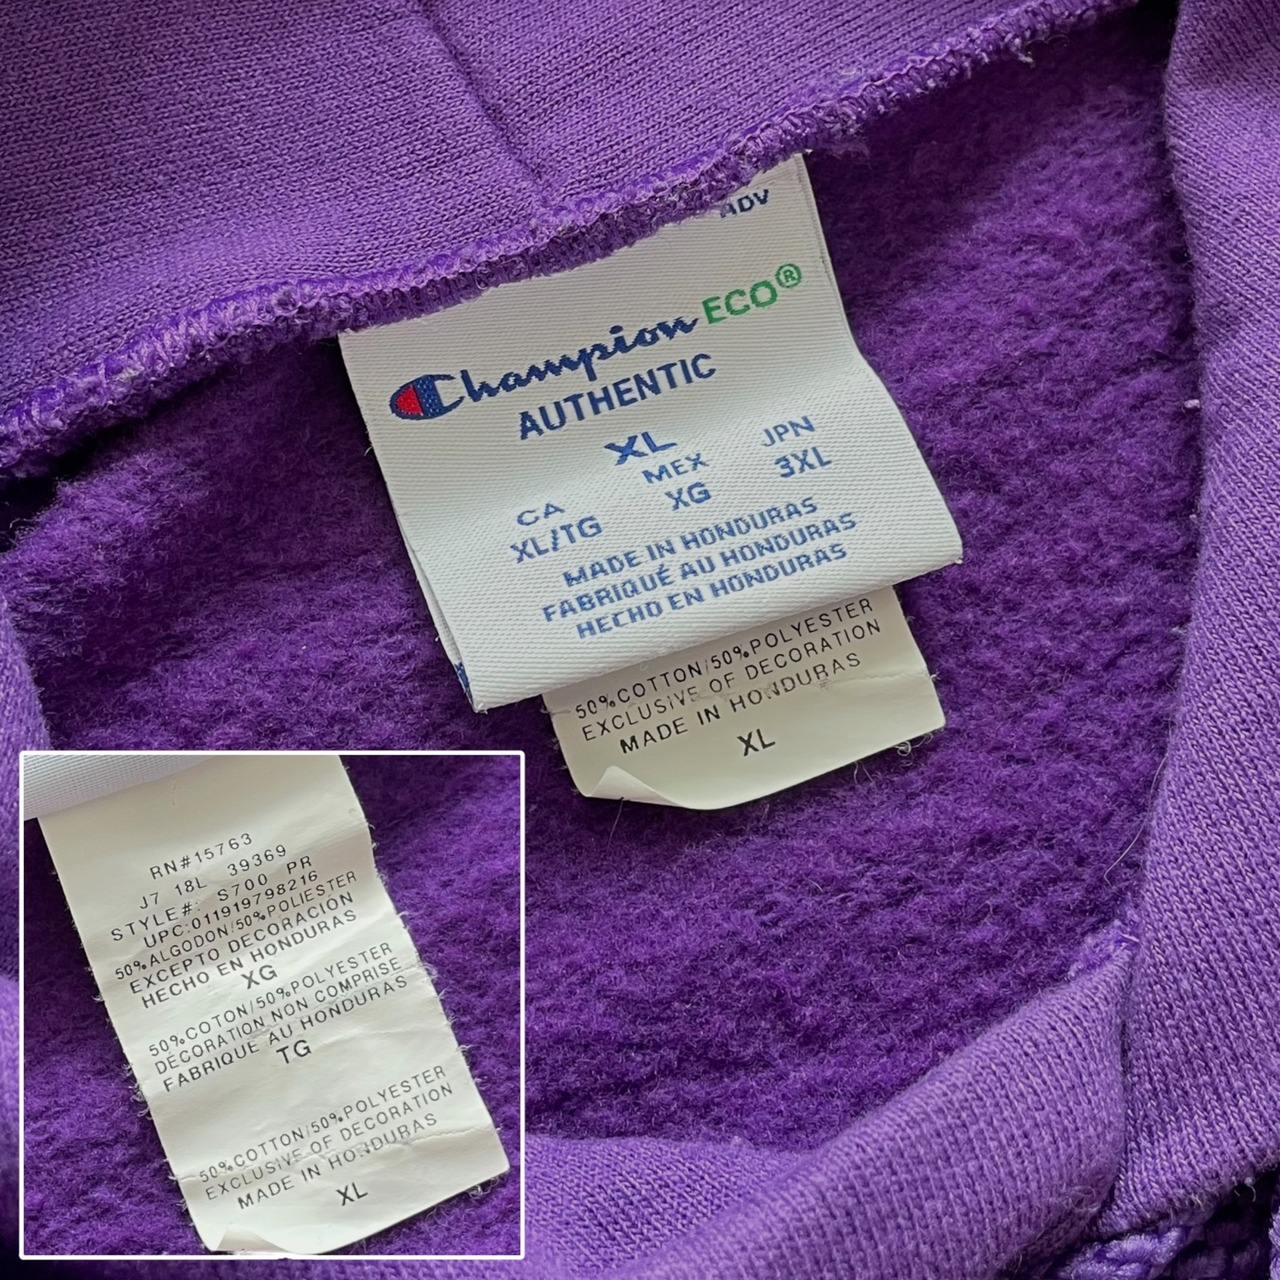 ADV
Champion ECO®
AUTHENTIC
XL
CA MEX JPN
XL/TG XG 3XL
MADE IN HONDURAS
FABRIQUÉ AU HONDURAS
HECHO EN HONDURAS
50%COTTON/50%POLYESTER
EXCLUSIVE OF DECORATION
MADE IN HONDURAS
XL
RN#15763
J7 18L 39369
STYLE#: S700 PR
UPC:011919798216
50%ALGODON/50%POLIESTER
EXCEPTO DECORACIÓN
HECHO EN HONDURAS
XG
50%COTON/50%POLYESTER
DÉCORATION NON COMPRISE
FABRIQUÉ AU HONDURAS
TG
50%COTTON/50%POLYESTER
EXCLUSIVE OF DECORATION
MADE IN HONDURAS
XL